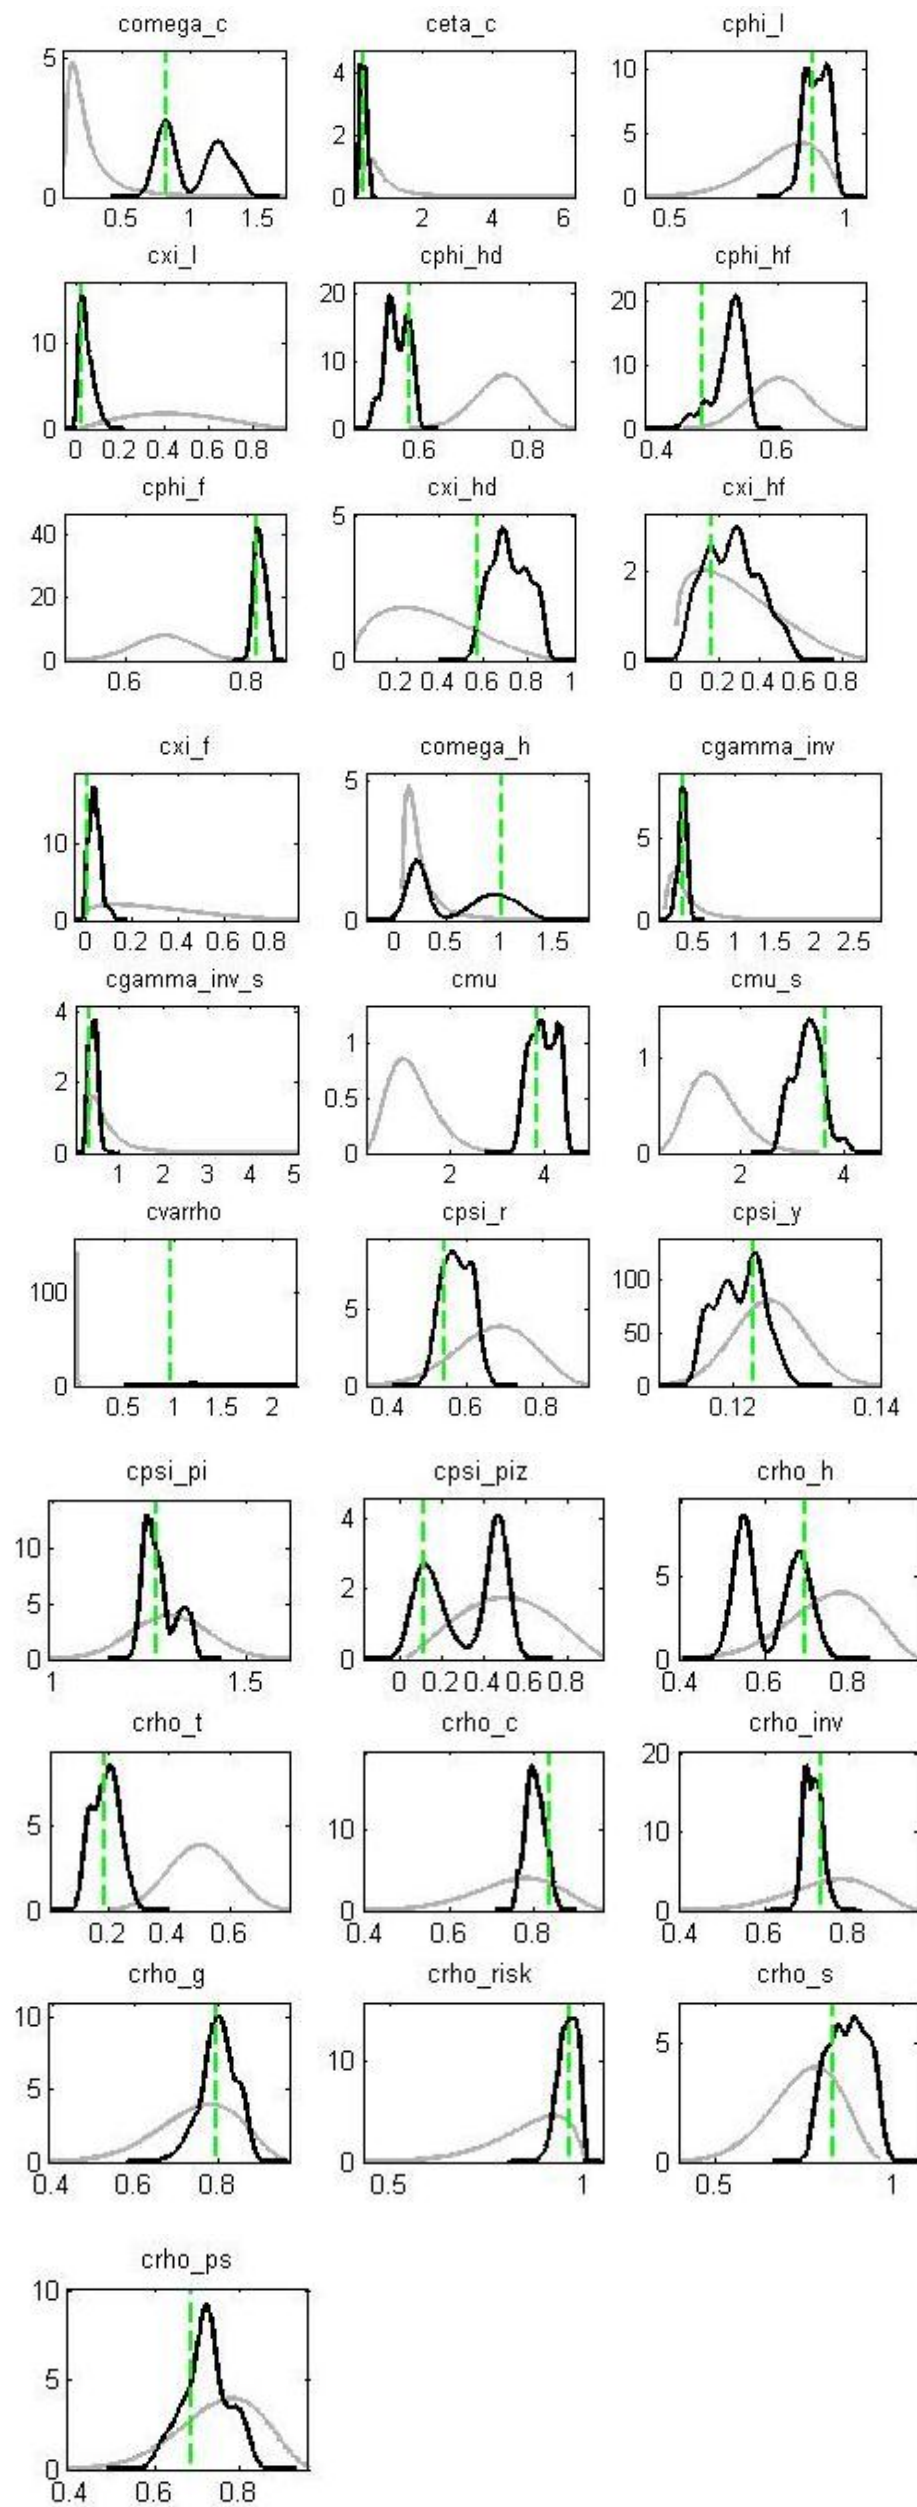 comega_c ceta_c cphi_l
5 4 10
2 5
0 0 0
0.5 1 1.5 2 4 6 0.5 1
cxi_l cphi_hd cphi_hf
20 20
10 10 10
0 0 0
0 0.2 0.4 0.6 0.8 0.6 0.8 0.4 0.6
cphi_f cxi_hd cxi_hf
40 5
20 2
0 0 0
0.6 0.8 0.2 0.4 0.6 0.8 1 0 0.2 0.4 0.6 0.8
cxi_f comega_h cgamma_inv
5
10 5
0 0 0
0 0.2 0.4 0.6 0.8 0 0.5 1 1.5 0.5 1 1.5 2 2.5
cgamma_inv_s cmu cmu_s
4 1 1
2 0.5
0 0 0
1 2 3 4 5 2 4 2 4
cvarrho cpsi_r cpsi_y
100 5 100
50
0 0 0
0.5 1 1.5 2 0.4 0.6 0.8 0.12 0.14
cpsi_pi cpsi_piz crho_h
10 4
5 2 5
0 0 0
1 1.5 0 0.2 0.4 0.6 0.8 0.4 0.6 0.8
crho_t crho_c crho_inv
20
5 10 10
0 0 0
0.2 0.4 0.6 0.4 0.6 0.8 0.4 0.6 0.8
crho_g crho_risk crho_s
10 10 5
5
0 0 0
0.4 0.6 0.8 0.5 1 0.5 1
crho_ps
10
5
0
0.4 0.6 0.8